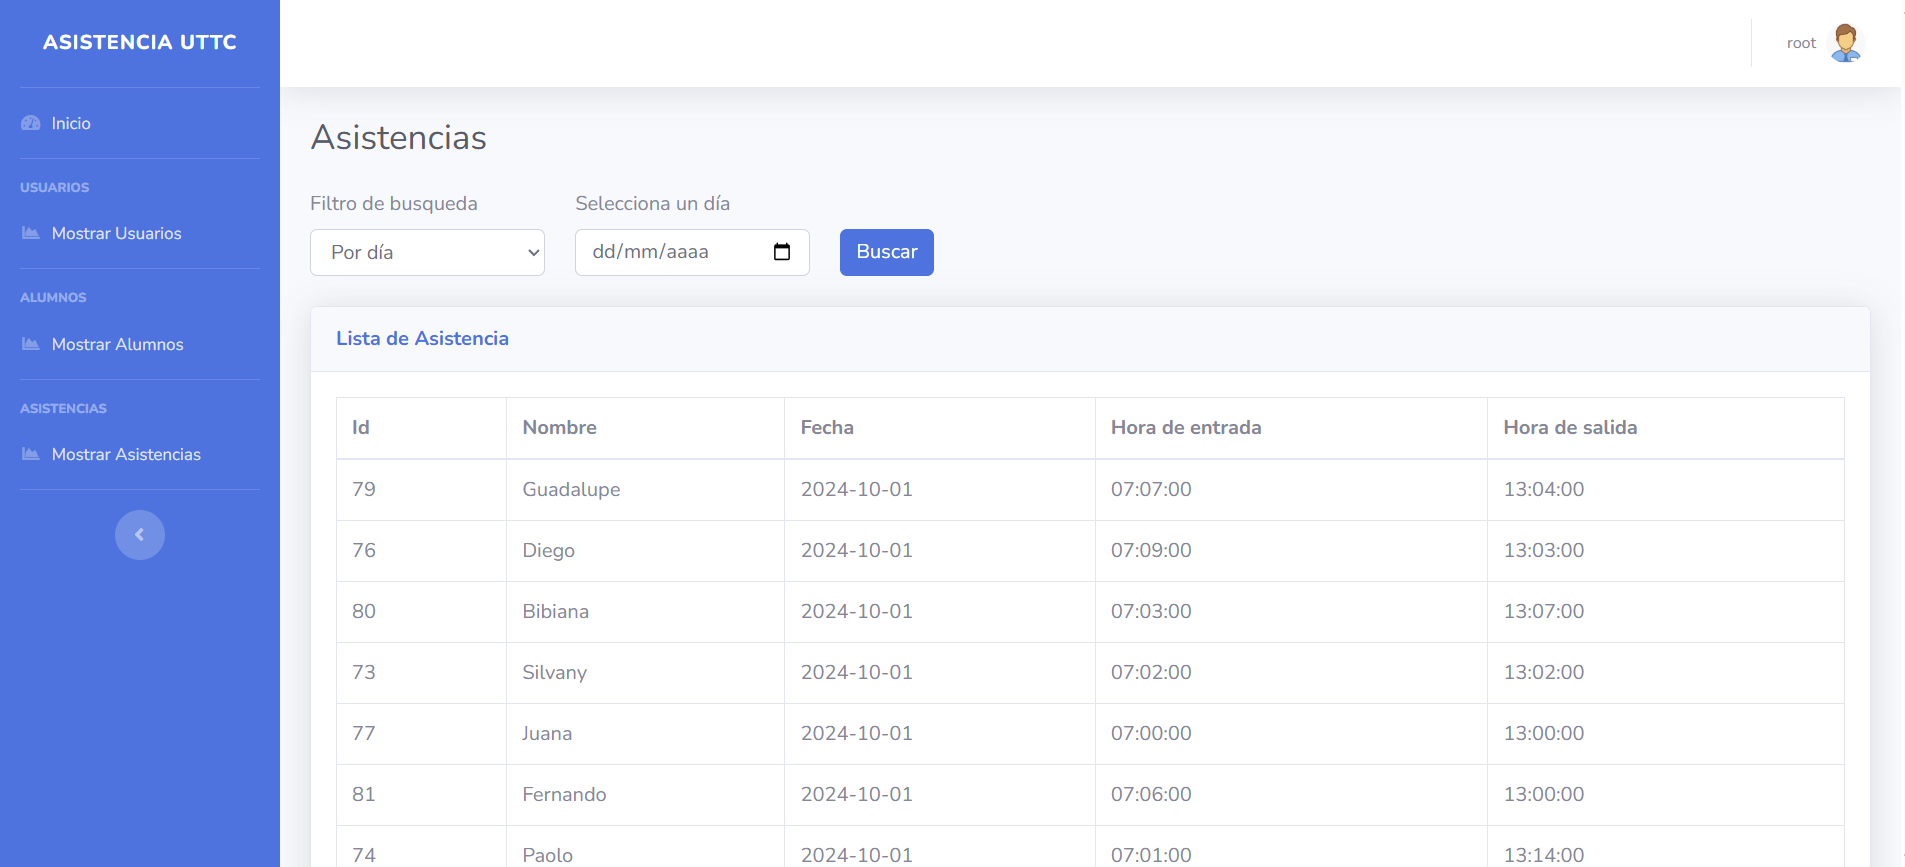 ASISTENCIA UTTC
root
Inicio
USUARIOS
Mostrar Usuarios
ALUMNOS
Mostrar Alumnos
ASISTENCIAS
Mostrar Asistencias
Asistencias
Filtro de busqueda Selecciona un día
Por día dd/mm/aaaa Buscar
Lista de Asistencia
Id Nombre Fecha Hora de entrada Hora de salida
79 Guadalupe 2024-10-01 07:07:00 13:04:00
76 Diego 2024-10-01 07:09:00 13:03:00
80 Bibiana 2024-10-01 07:03:00 13:07:00
73 Silvany 2024-10-01 07:02:00 13:02:00
77 Juana 2024-10-01 07:00:00 13:00:00
81 Fernando 2024-10-01 07:06:00 13:00:00
74 Paolo 2024-10-01 07:01:00 13:14:00